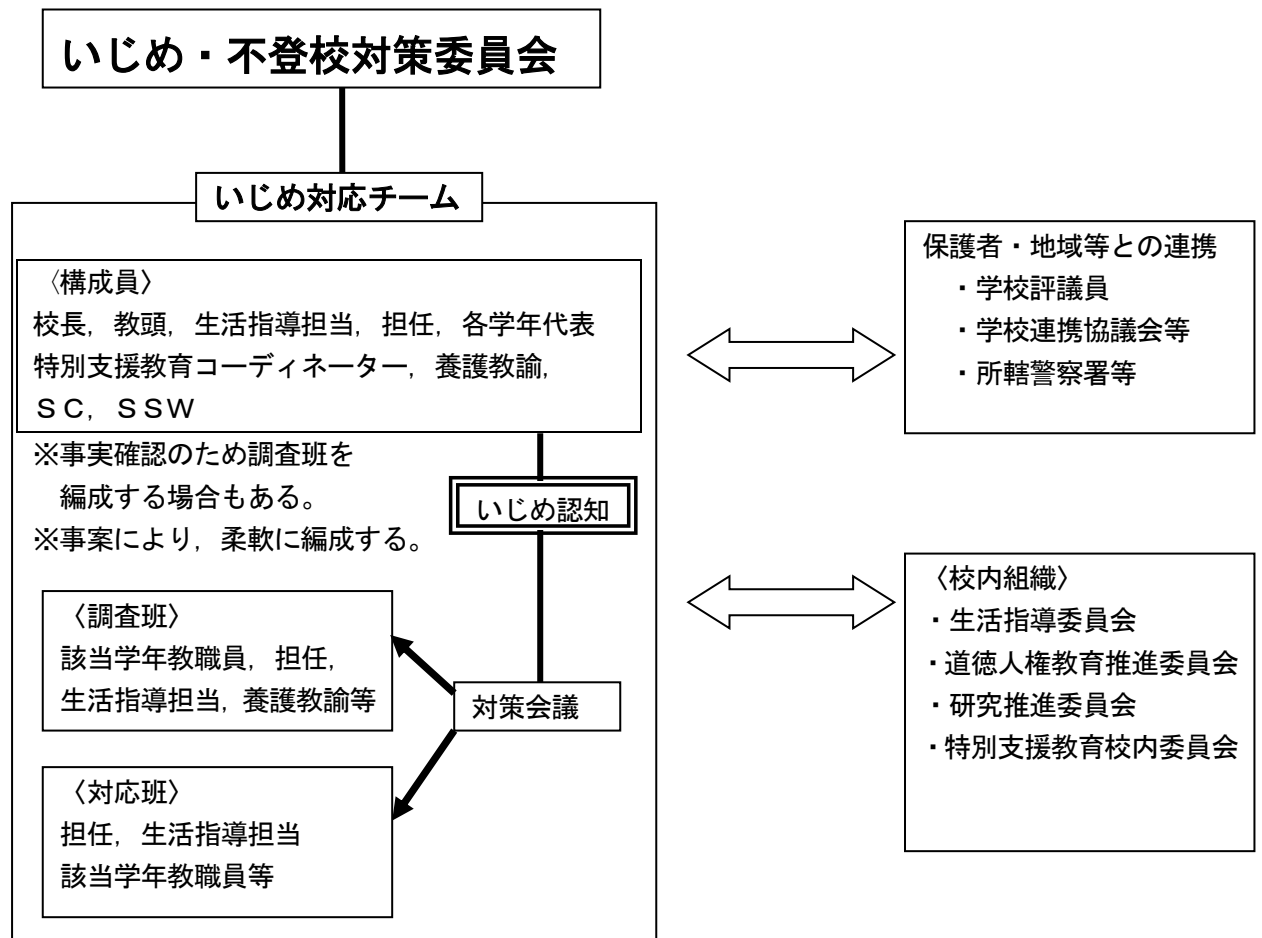 いじめ・不登校対策委員会
いじめ対応チーム
〈構成員〉
校長，教頭，生活指導担当，担任，各学年代表
特別支援教育コーディネーター，養護教諭，
ＳＣ，ＳＳＷ
※事実確認のため調査班を
編成する場合もある。
※事案により，柔軟に編成する。
いじめ認知
対策会議
〈調査班〉
該当学年教職員，担任，
生活指導担当，養護教諭等
〈対応班〉
担任，生活指導担当
該当学年教職員等
保護者・地域等との連携
・学校評議員
・学校連携協議会等
・所轄警察署等
〈校内組織〉
・生活指導委員会
・道徳人権教育推進委員会
・研究推進委員会
・特別支援教育校内委員会